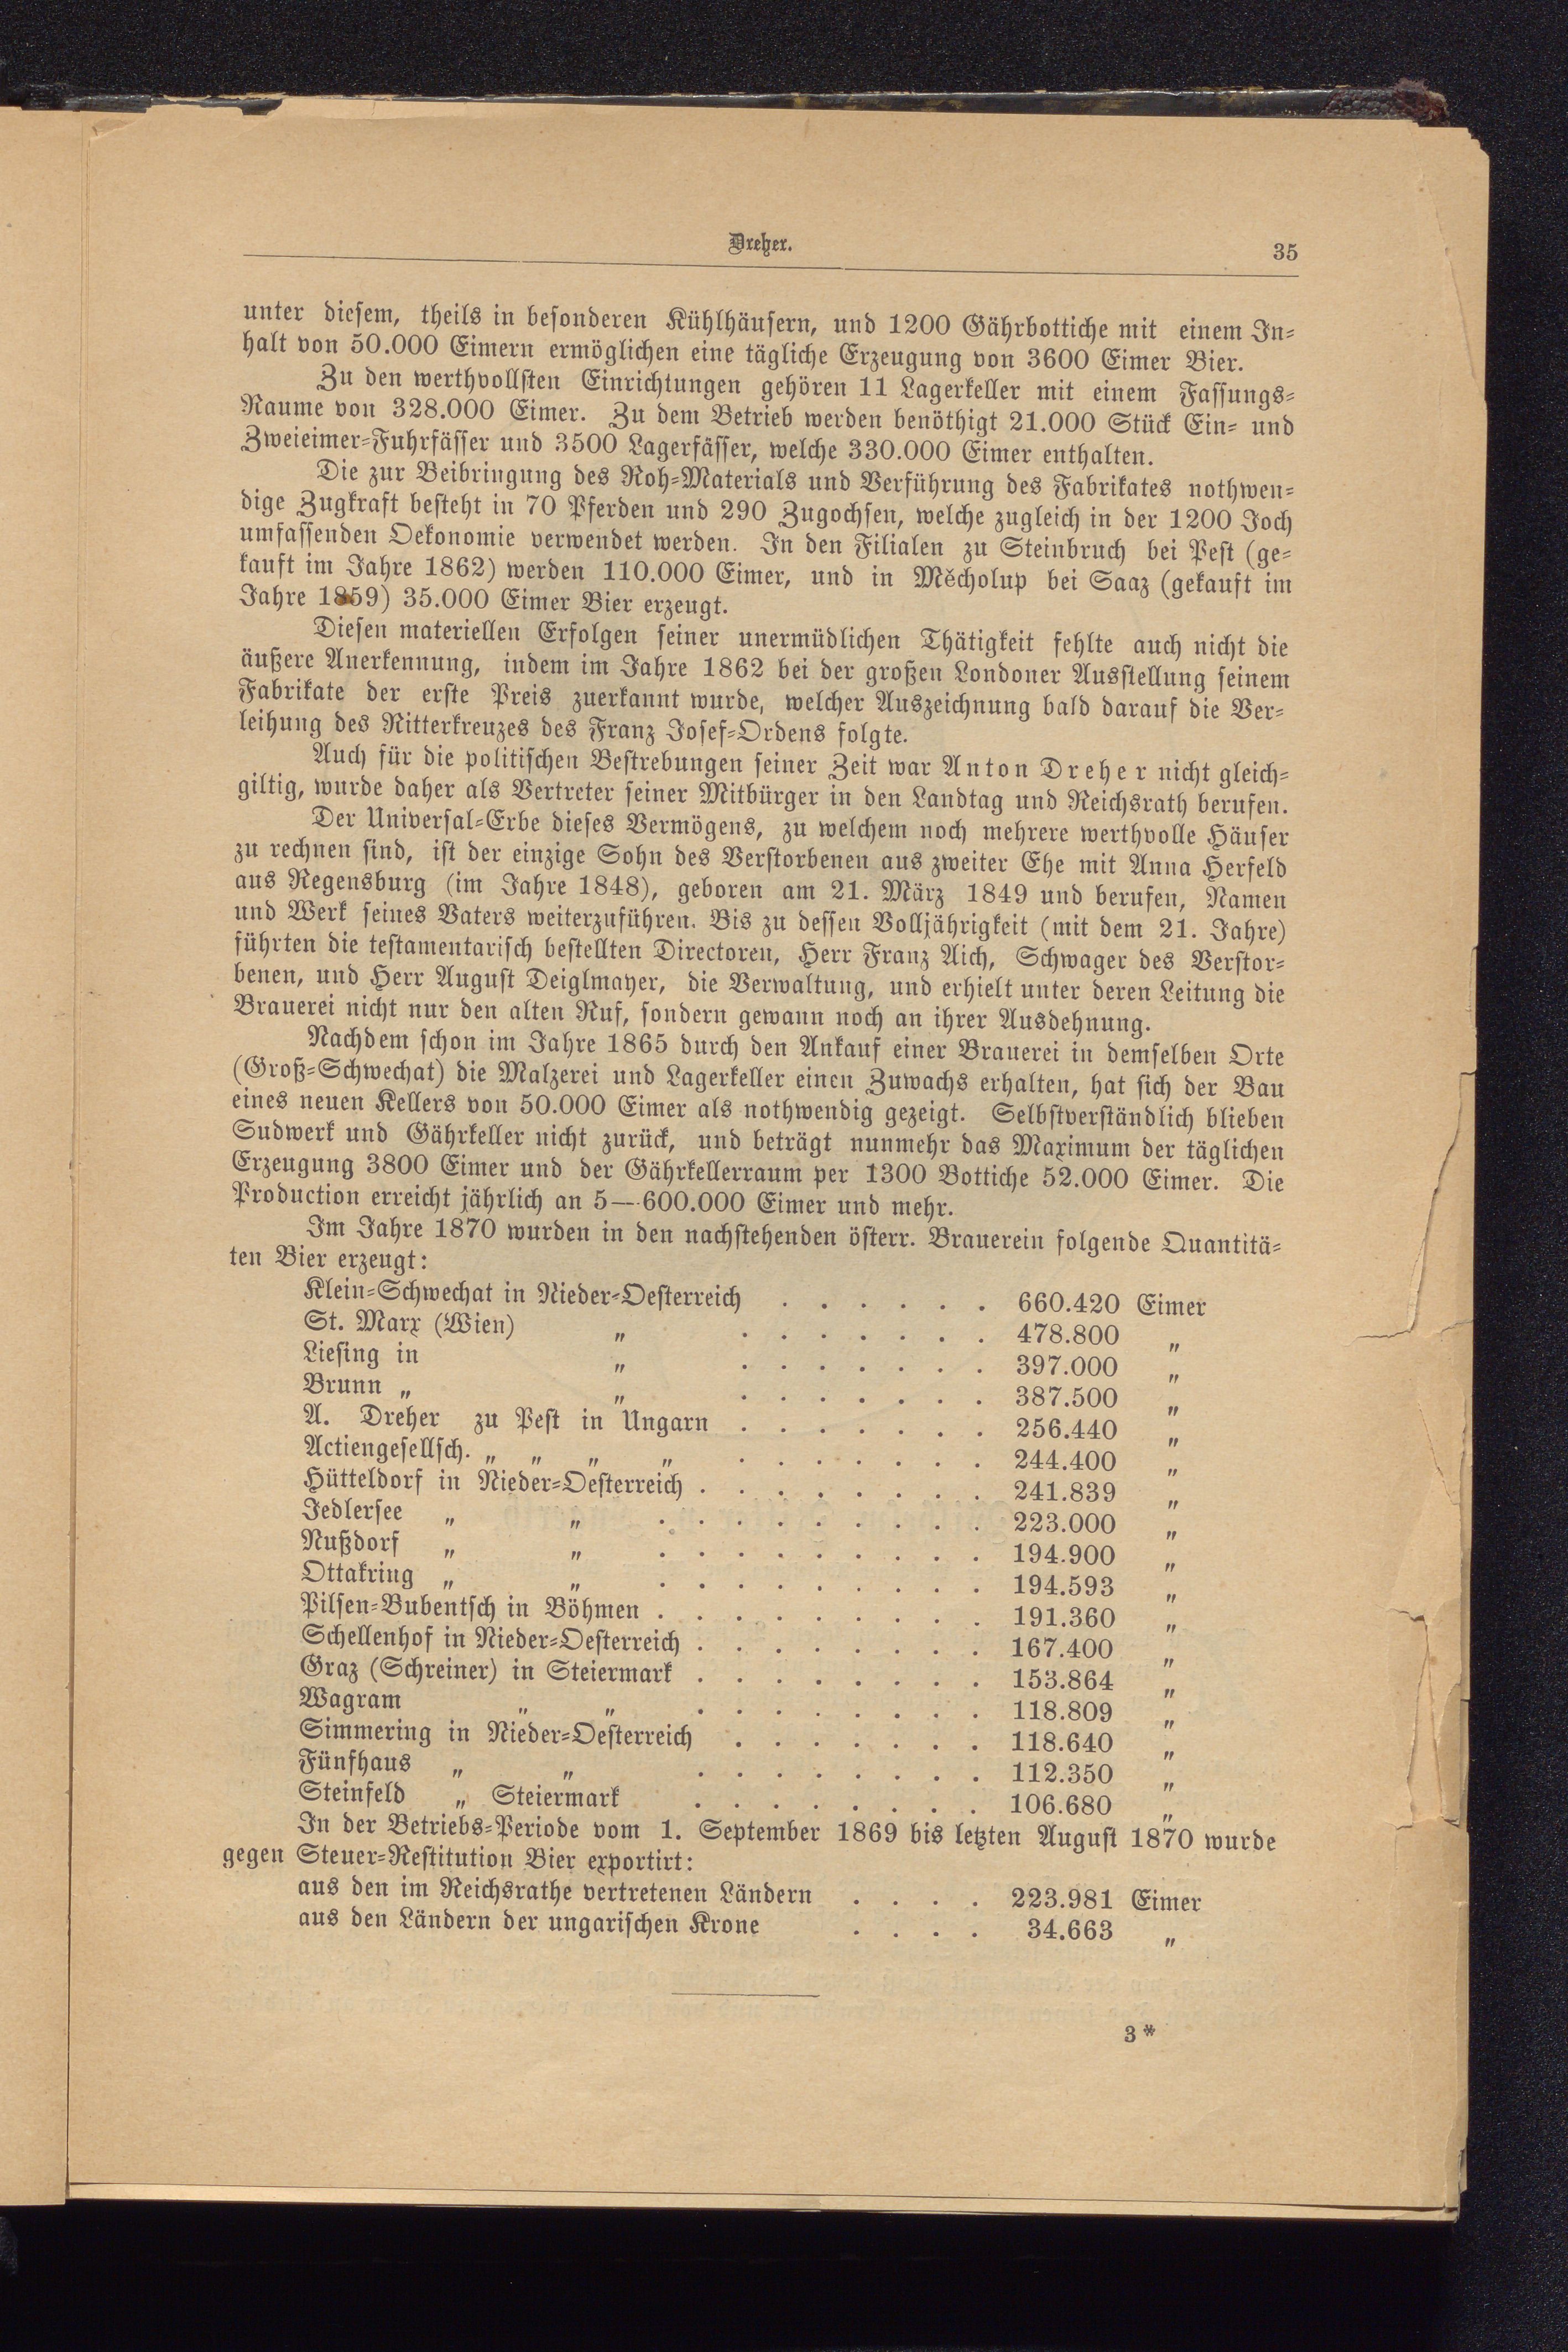 Dreher.
35
unter diesem, theils in besonderen Kühlhäusern, und 1200 Gährbottiche mit einem In-
halt von 50.000 Eimern ermöglichen eine tägliche Erzeugung von 3600 Eimer Bier.
Zu den werthvollsten Einrichtungen gehören 11 Lagerkeller mit einem Fassungs-
Raume von 328.000 Eimer. Zu dem Betrieb werden benöthigt 21.000 Stück Ein- und
Zweieimer-Fuhrfässer und 3500 Lagerfässer, welche 330.000 Eimer enthalten.
Die zur Beibringung des Roh-Materials und Verführung des Fabrikates nothwen-
dige Zugkraft besteht in 70 Pferden und 290 Zugochsen, welche zugleich in der 1200 Joch
umfassenden Oekonomie verwendet werden. In den Filialen zu Steinbruch bei Pest (ge-
kauft im Jahre 1862) werden 110.000 Eimer, und in Měcholup bei Saaz (gekauft im
Jahre 1859) 35.000 Eimer Bier erzeugt.
Diesen materiellen Erfolgen seiner unermüdlichen Thätigkeit fehlte auch nicht die
äußere Anerkennung, indem im Jahre 1862 bei der großen Londoner Ausstellung seinem
Fabrikate der erste Preis zuerkannt wurde, welcher Auszeichnung bald darauf die Ver-
leihung des Ritterkreuzes des Franz Josef-Ordens folgte.
Auch für die politischen Bestrebungen seiner Zeit war Anton Dreher nicht gleich-
giltig, wurde daher als Vertreter seiner Mitbürger in den Landtag und Reichsrath berufen.
Der Universal-Erbe dieses Vermögens, zu welchem noch mehrere werthvolle Häuser
zu rechnen sind, ist der einzige Sohn des Verstorbenen aus zweiter Ehe mit Anna Herfeld
aus Regensburg (im Jahre 1848), geboren am 21. März 1849 und berufen, Namen
und Werk seines Vaters weiterzuführen. Bis zu dessen Volljährigkeit (mit dem 21. Jahre)
führten die testamentarisch bestellten Directoren, Herr Franz Aich, Schwager des Verstor-
benen, und Herr August Deiglmayer, die Verwaltung, und erhielt unter deren Leitung die
Brauerei nicht nur den alten Ruf, sondern gewann noch an ihrer Ausdehnung.
Nachdem schon im Jahre 1865 durch den Ankauf einer Brauerei in demselben Orte
(Groß-Schwechat) die Malzerei und Lagerkeller einen Zuwachs erhalten, hat sich der Bau
eines neuen Kellers von 50.000 Eimer als nothwendig gezeigt. Selbstverständlich blieben
Sudwerk und Gährkeller nicht zurück, und beträgt nunmehr das Maximum der täglichen
Erzeugung 3800 Eimer und der Gährkellerraum per 1300 Bottiche 52.000 Eimer. Die
Production erreicht jährlich an 5—600.000 Eimer und mehr.
Im Jahre 1870 wurden in den nachstehenden österr. Brauerein folgende Quantitä-
ten Bier erzeugt:
Klein-Schwechat in Nieder-Oesterreich . . . . . . 660.420 Eimer
St. Marx (Wien) „ . . . . . . . 478.800 „
Liesing in „ . . . . . . . 397.000 „
Brunn „ „ . . . . . . . 387.500 „
A. Dreher zu Pest in Ungarn . . . . . . . 256.440 „
Actiengesellsch. „ „ „ „ . . . . . . . 244.400 „
Hütteldorf in Nieder-Oesterreich . . . . . . . . 241.839 „
Jedlersee „ „ . . . . . . . . . 223.000 „
Nußdorf „ „ . . . . . . . . . 194.900 „
Ottakring „ „ . . . . . . . . . 194.593 „
Pilsen-Bubentsch in Böhmen . . . . . . . . . 191.360 „
Schellenhof in Nieder-Oesterreich . . . . . . . . 167.400 „
Graz (Schreiner) in Steiermark . . . . . . . . 153.864 „
Wagram „ „ . . . . . . . . 118.809 „
Simmering in Nieder-Oesterreich . . . . . . . 118.640 „
Fünfhaus „ „ . . . . . . . . 112.350 „
Steinfeld „ Steiermark . . . . . . . . 106.680 „
In der Betriebs-Periode vom 1. September 1869 bis letzten August 1870 wurde
gegen Steuer-Restitution Bier exportirt:
aus den im Reichsrathe vertretenen Ländern . . . . 223.981 Eimer
aus den Ländern der ungarischen Krone . . . . 34.663 „
3*